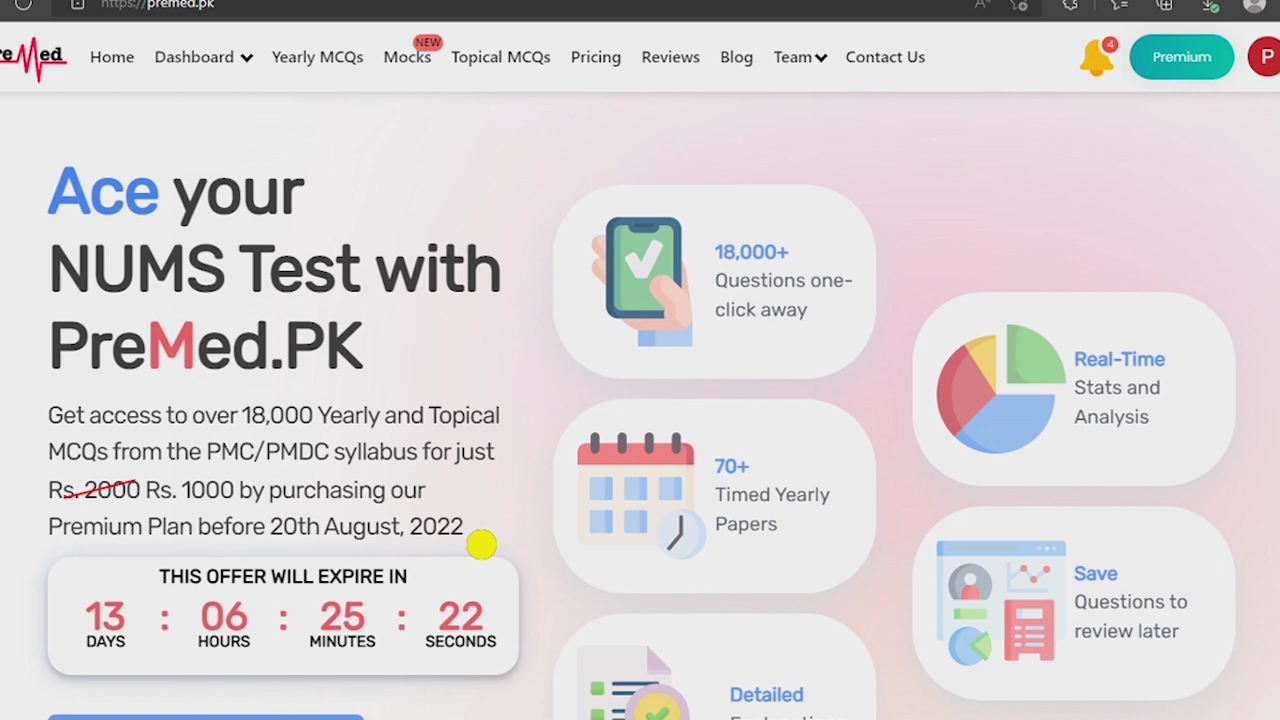 https://premed.pk
reMed
Home
Dashboard
Yearly MCQs
Mocks
NEW
Topical MCQs
Pricing
Reviews
Blog
Team
Contact Us
4
Premium
P
Ace your
NUMS Test with
PreMed.PK
Get access to over 18,000 Yearly and Topical
MCQs from the PMC/PMDC syllabus for just
Rs. 2000 Rs. 1000 by purchasing our
Premium Plan before 20th August, 2022
THIS OFFER WILL EXPIRE IN
13 : 06 : 25 : 22
DAYS HOURS MINUTES SECONDS
18,000+
Questions one-
click away
70+
Timed Yearly
Papers
Detailed
Real-Time
Stats and
Analysis
Save
Questions to
review later